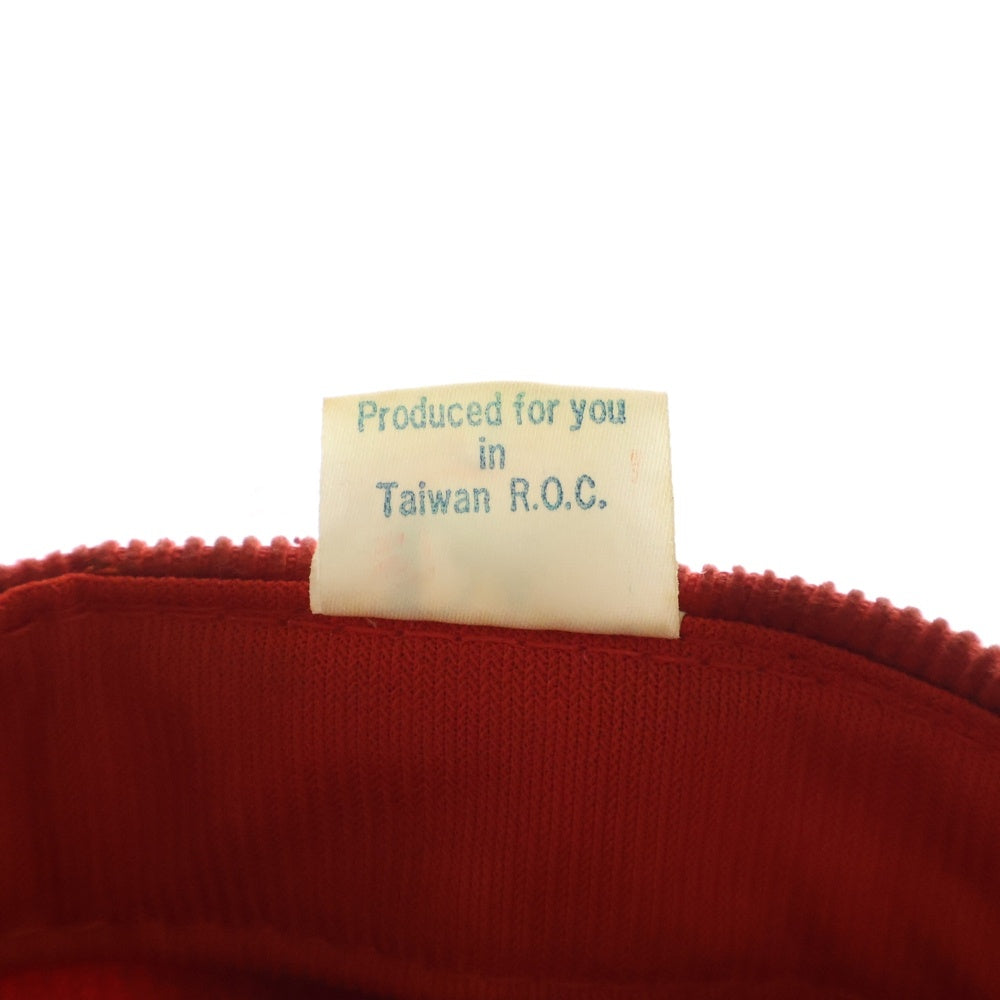 Produced for you
in
Taiwan R.O.C.